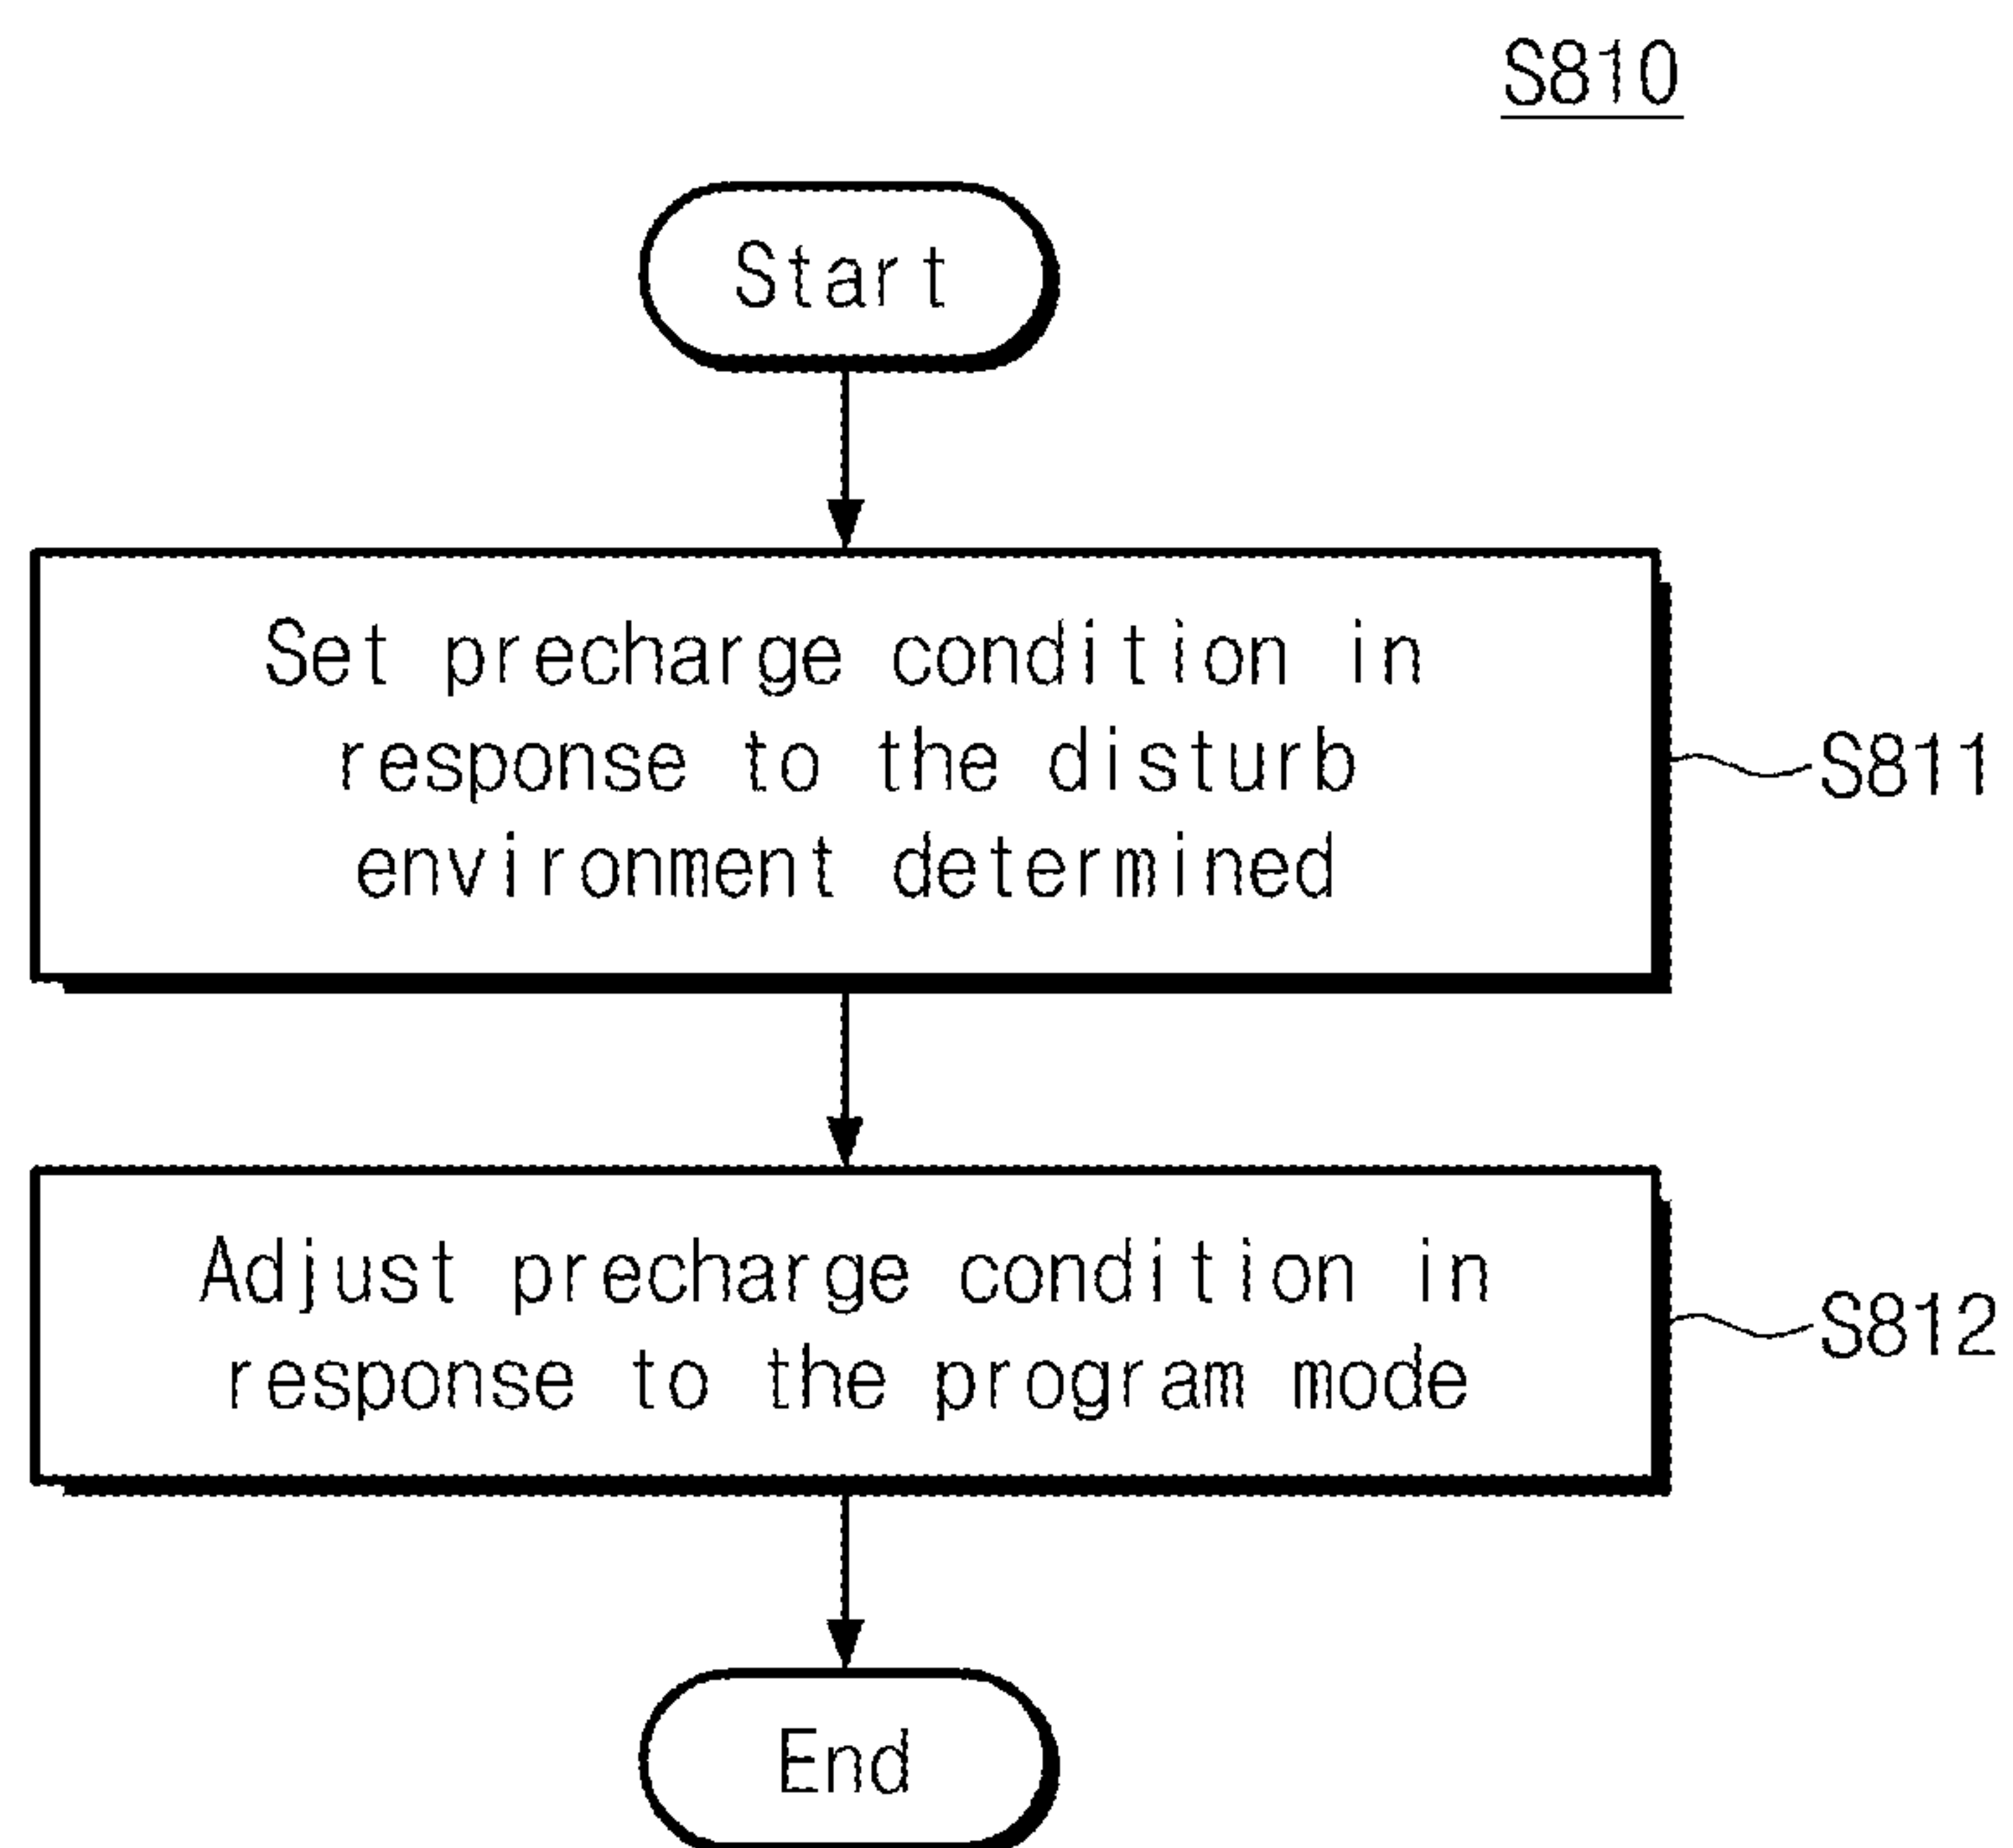 S810
Start
Set precharge condition in
response to the disturb
environment determined
S811
Adjust precharge condition in
response to the program mode
S812
End